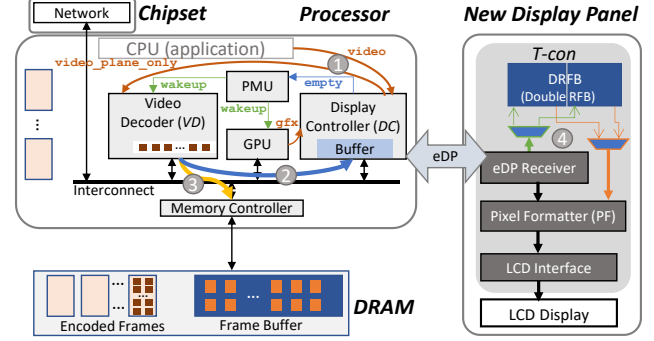 Network
Chipset
Processor
New Display Panel
CPU (application)
video
video_plane_only
1
T-con
wakeup
PMU
empty
DRFB
(Double RFB)
Video
Decoder (VD)
wakeup
gfx
Display
Controller (DC)
GPU
Buffer
eDP
4
eDP Receiver
2
3
Interconnect
Memory Controller
Pixel Formatter (PF)
LCD Interface
...
...
...
Encoded Frames
Frame Buffer
DRAM
LCD Display